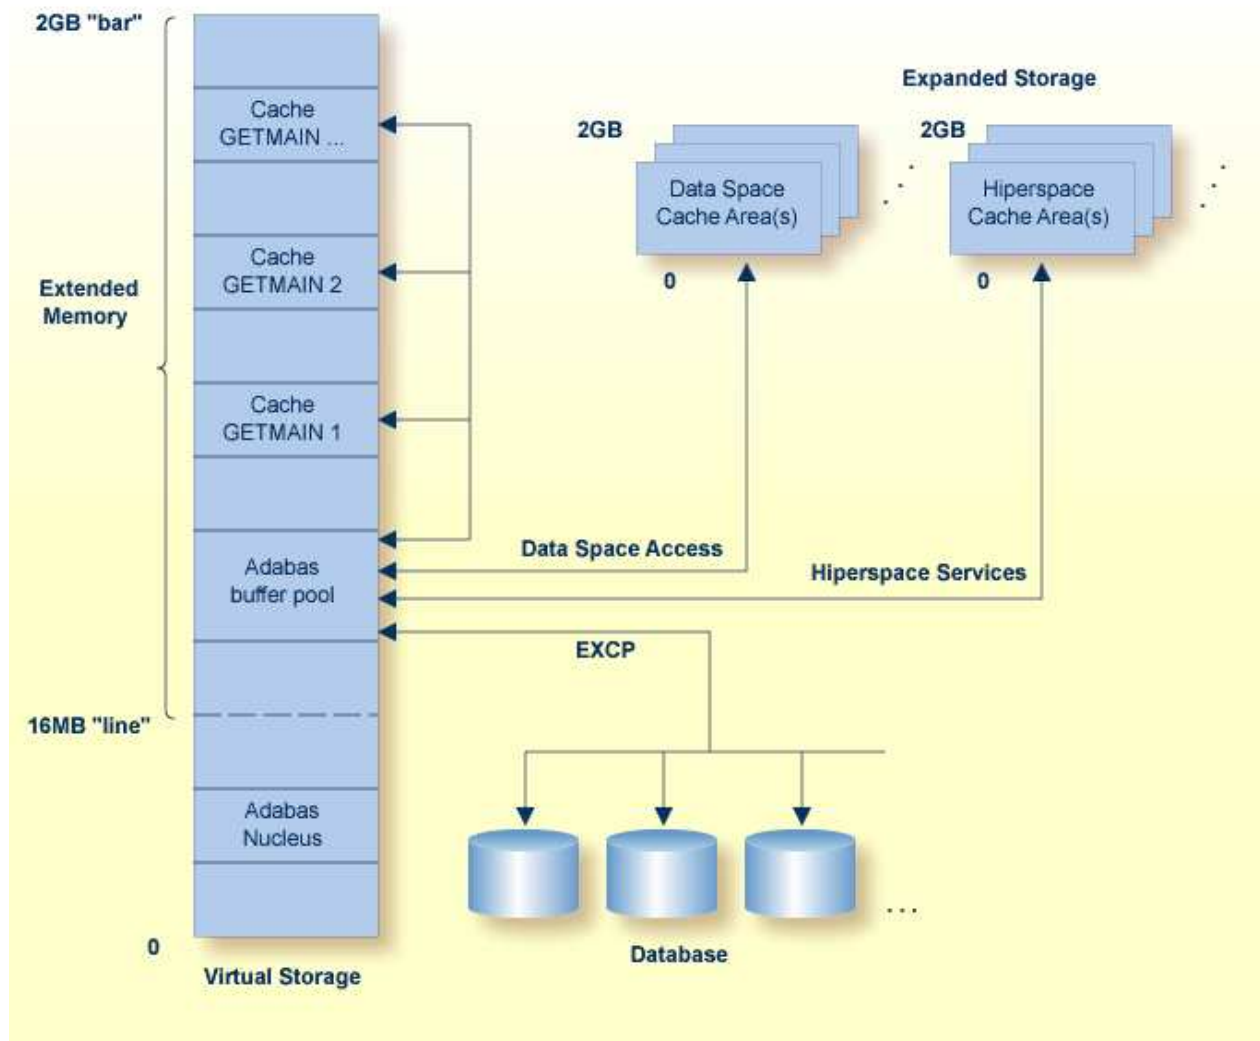 2GB "bar"
Expanded Storage
Cache
GETMAIN ...
2GB
2GB
Data Space
Cache Area(s)
Hiperspace
Cache Area(s)
Cache
GETMAIN 2
0
0
Extended
Memory
Cache
GETMAIN 1
Data Space Access
Adabas
buffer pool
Hiperspace Services
EXCP
16MB "line"
Adabas
Nucleus
...
0
Database
Virtual Storage